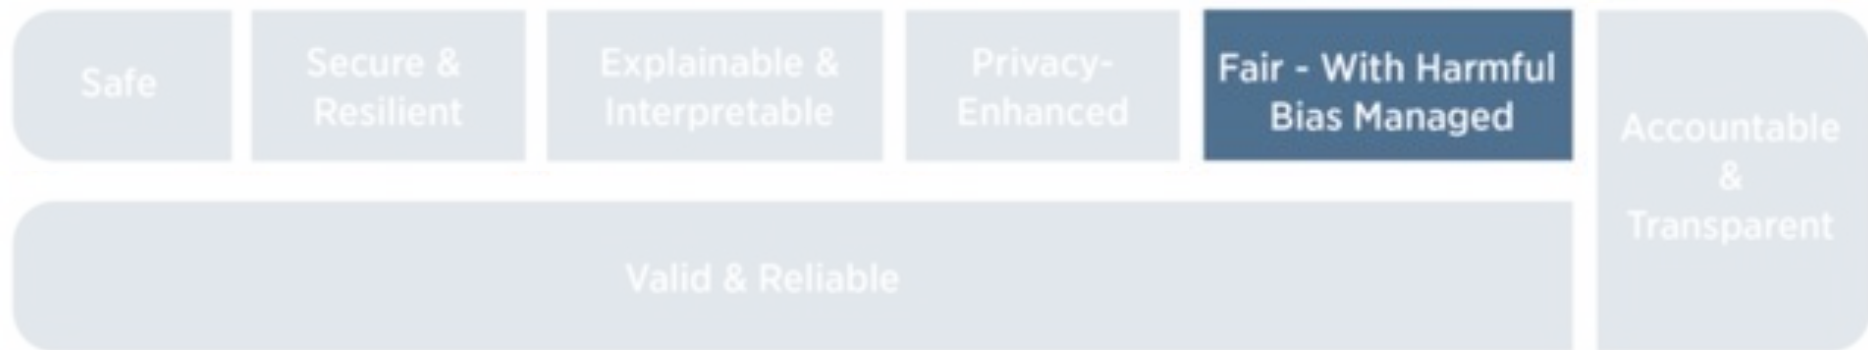 Safe
Secure &
Resilient
Explainable &
Interpretable
Privacy-
Enhanced
Fair - With Harmful
Bias Managed
Accountable
&
Transparent
Valid & Reliable